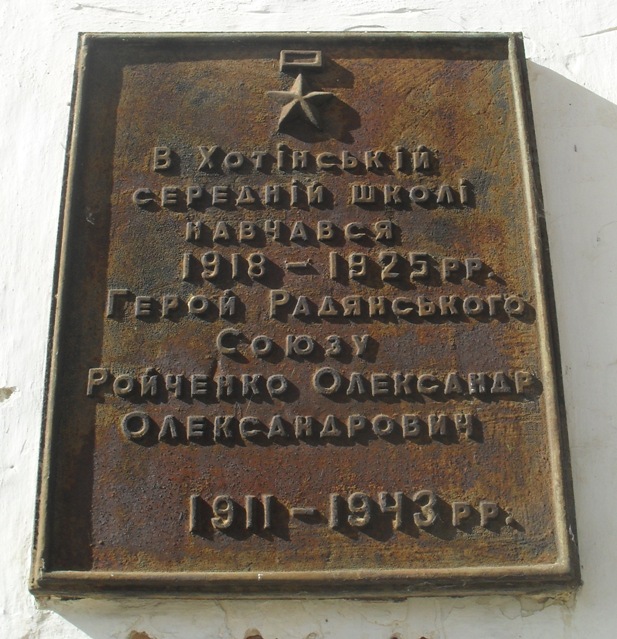 В Хотінській
середній школі
навчався
1918 – 1925 рр.
Герой Радянського
Союзу
Ройченко Олександр
Олександрович
1911 – 1943 рр.